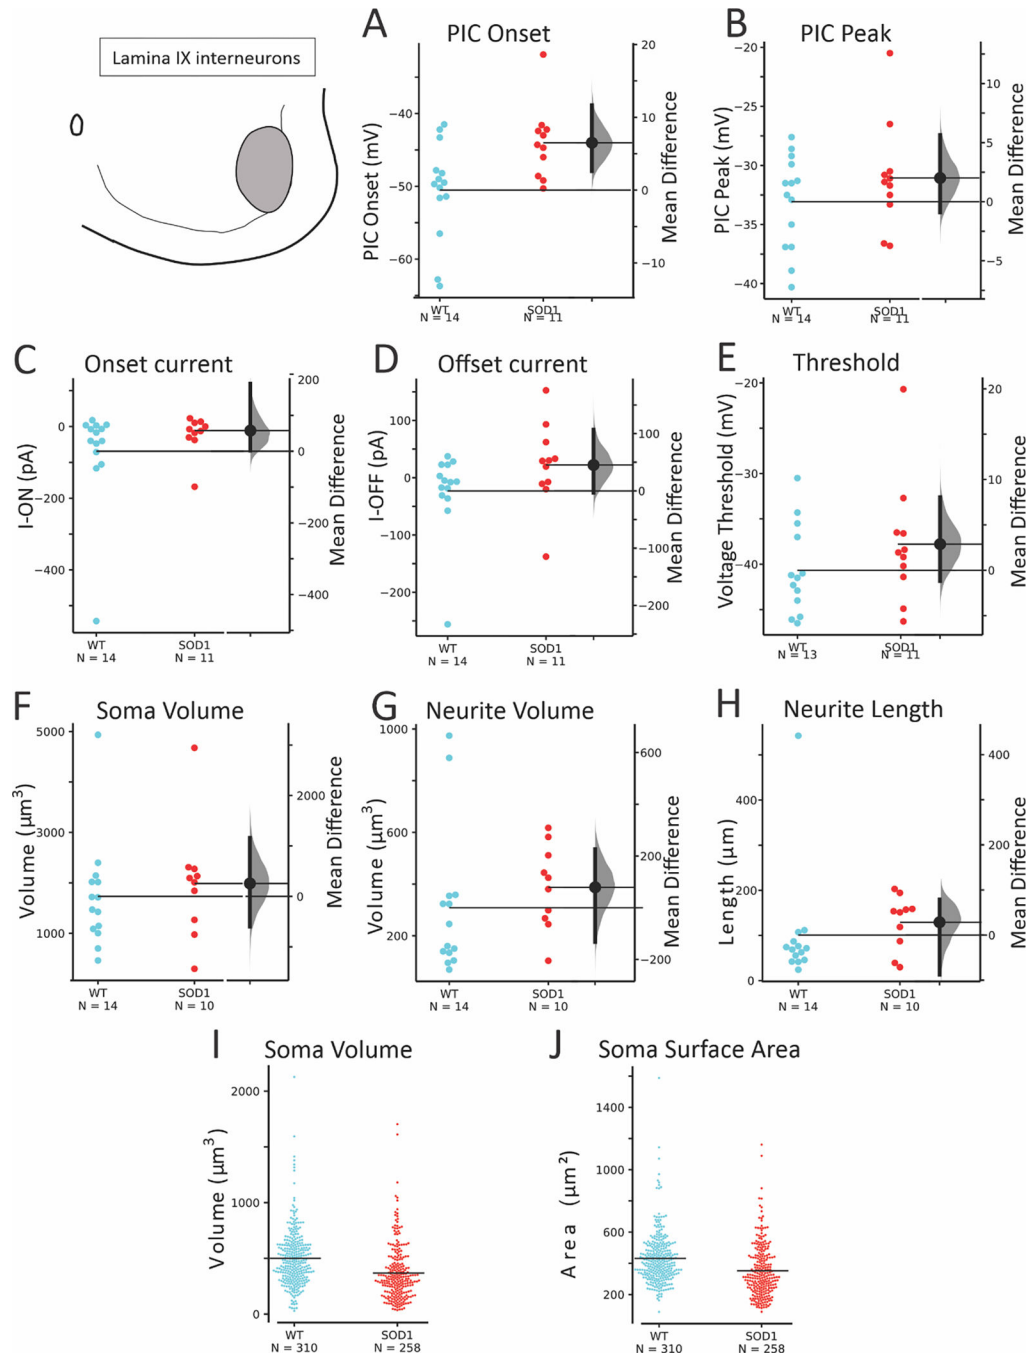 Lamina IX interneurons
A PIC Onset
PIC Onset (mV)
−40
−50
−60
20
10
0
−10
Mean Difference
WT
N = 14
SOD1
N = 11
B PIC Peak
PIC Peak (mV)
−20
−25
−30
−35
−40
10
5
0
−5
Mean Difference
WT
N = 14
SOD1
N = 11
C Onset current
I-ON (pA)
0
−200
−400
200
0
−200
−400
Mean Difference
WT
N = 14
SOD1
N = 11
D Offset current
I-OFF (pA)
100
0
−100
−200
100
0
−100
−200
Mean Difference
WT
N = 14
SOD1
N = 11
E Threshold
Voltage Threshold (mV)
−20
−30
−40
20
10
0
Mean Difference
WT
N = 13
SOD1
N = 11
F Soma Volume
Volume (µm³)
5000
3000
1000
2000
0
Mean Difference
WT
N = 14
SOD1
N = 10
G Neurite Volume
Volume (µm³)
1000
600
200
600
200
−200
Mean Difference
WT
N = 14
SOD1
N = 10
H Neurite Length
Length (µm)
400
200
0
400
200
0
Mean Difference
WT
N = 14
SOD1
N = 10
I Soma Volume
Volume (µm³)
2000
1000
0
WT
N = 310
SOD1
N = 258
J Soma Surface Area
Area (µm²)
1400
1000
600
200
WT
N = 310
SOD1
N = 258